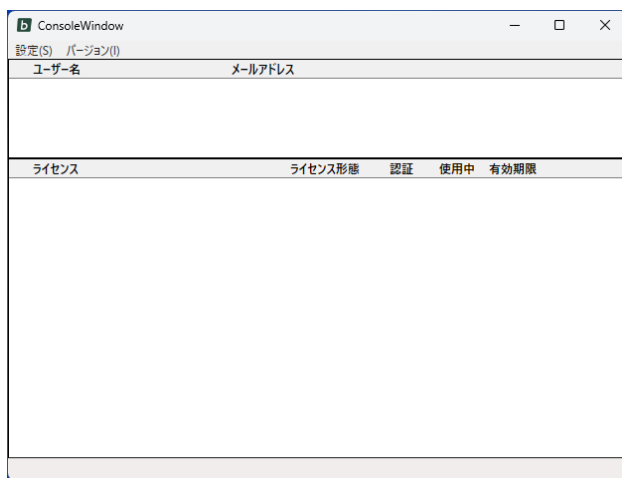 b ConsoleWindow
設定(S) バージョン(I)
ユーザー名 メールアドレス
ライセンス ライセンス形態 認証 使用中 有効期限